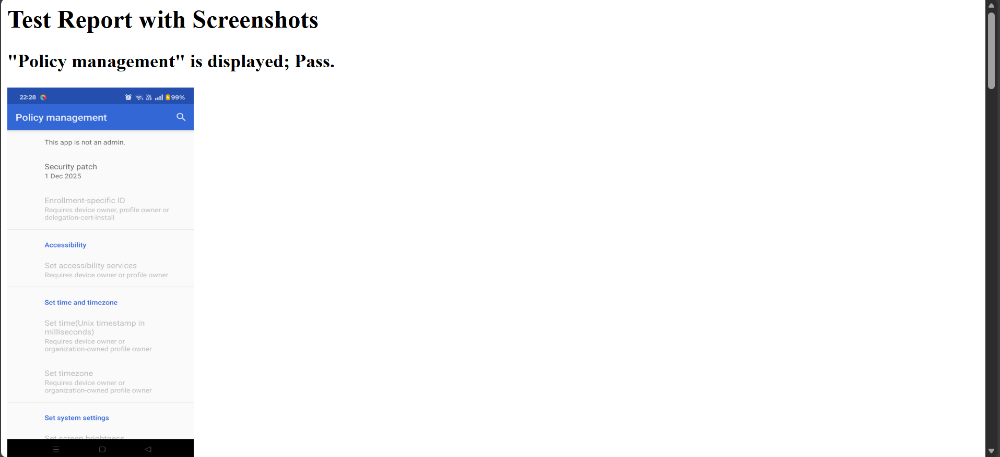 Test Report with Screenshots
"Policy management" is displayed; Pass.
22:28 Vo LTE 99%
Policy management
This app is not an admin.
Security patch
1 Dec 2025
Enrollment-specific ID
Requires device owner, profile owner or
delegation-cert-install
Accessibility
Set accessibility services
Requires device owner or profile owner
Set time and timezone
Set time(Unix timestamp in
milliseconds)
Requires device owner or
organization-owned profile owner
Set timezone
Requires device owner or
organization-owned profile owner
Set system settings
Set screen brightness